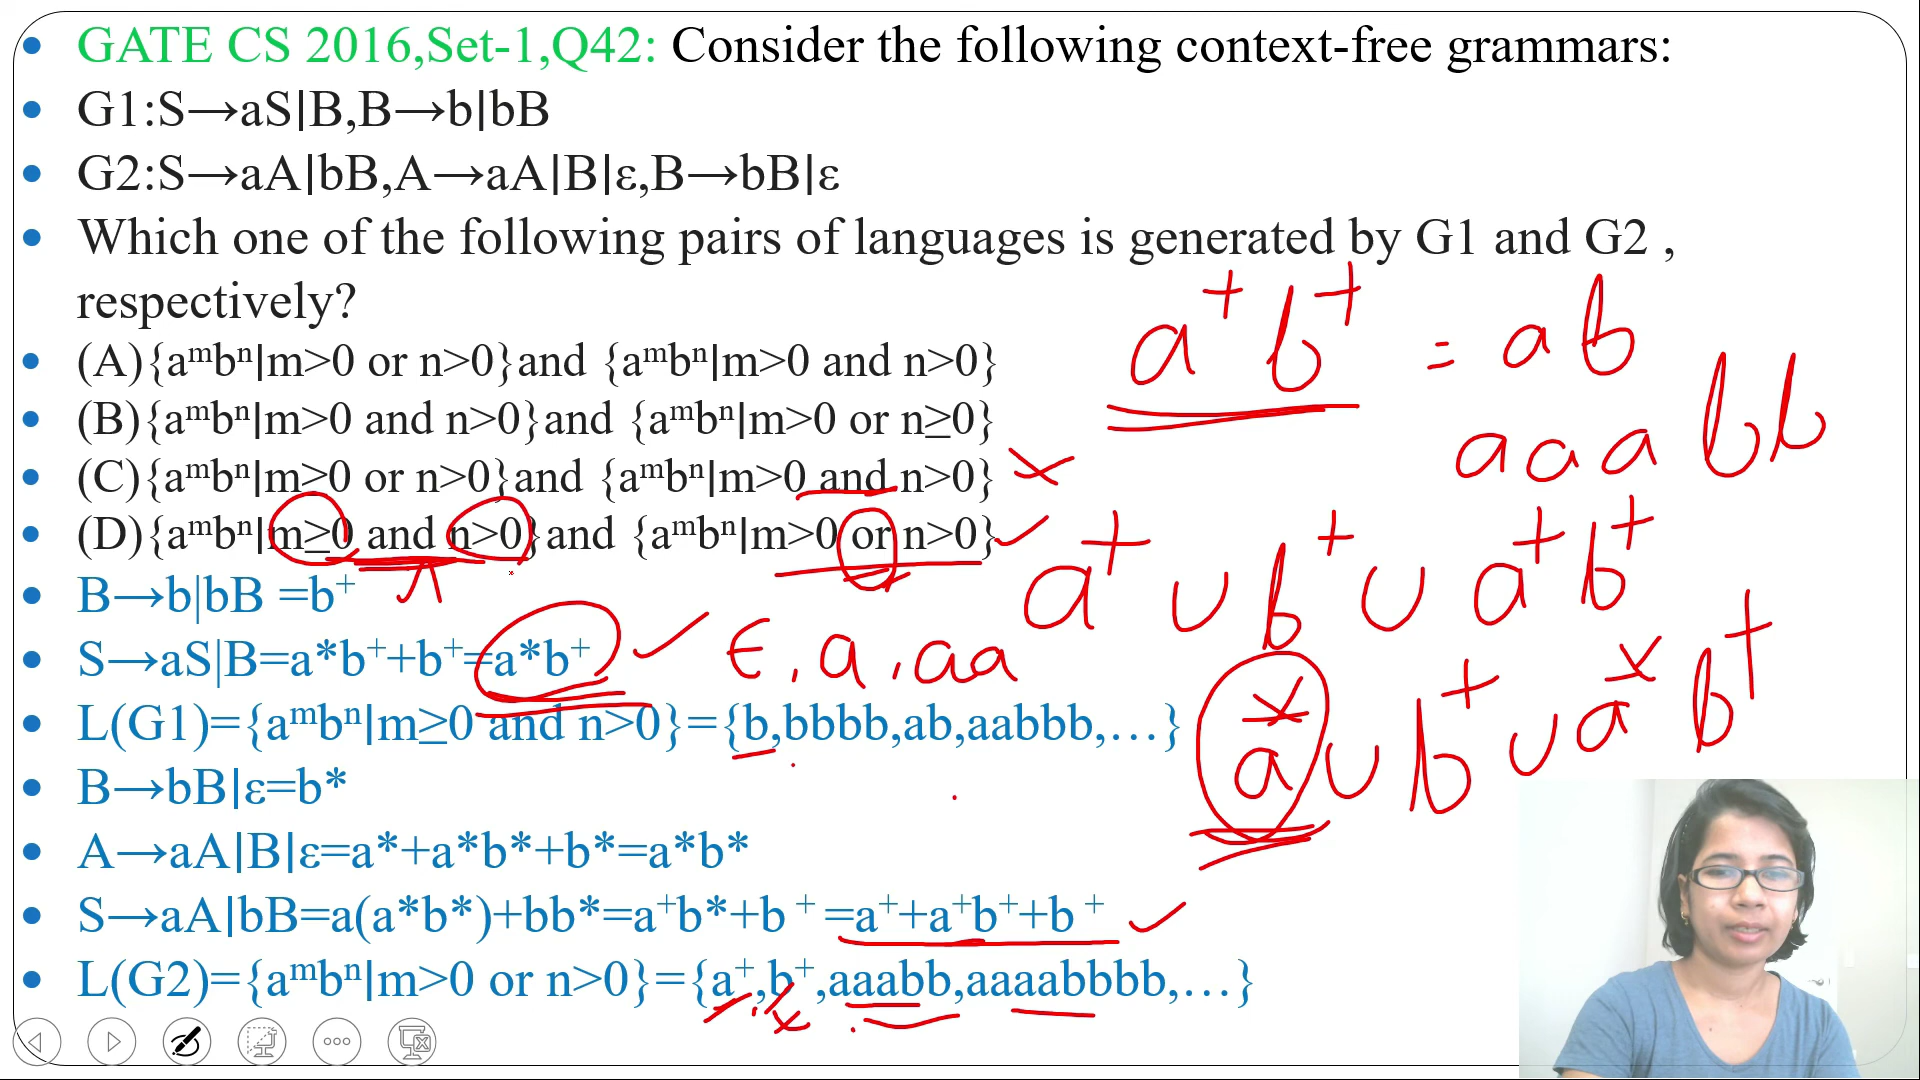 GATE CS 2016,Set-1,Q42: Consider the following context-free grammars:
G1:S→aS|B,B→b|bB
G2:S→aA|bB,A→aA|B|ε,B→bB|ε
Which one of the following pairs of languages is generated by G1 and G2 ,
respectively?
(A){aᵐbⁿ|m>0 or n>0}and {aᵐbⁿ|m>0 and n>0}
(B){aᵐbⁿ|m>0 and n>0}and {aᵐbⁿ|m>0 or n≥0}
(C){aᵐbⁿ|m≥0 or n>0}and {aᵐbⁿ|m>0 and n>0}
(D){aᵐbⁿ|m≥0 and n>0}and {aᵐbⁿ|m>0 or n>0}
B→b|bB =b⁺
S→aS|B=a*b⁺+b⁺=a*b⁺
L(G1)={aᵐbⁿ|m≥0 and n>0}={b,bbbb,ab,aabbb,…}
B→bB|ε=b*
A→aA|B|ε=a*+a*b*+b*=a*b*
S→aA|bB=a(a*b*)+bb*=a⁺b*+b ⁺ =a⁺+a⁺b⁺+b ⁺
L(G2)={aᵐbⁿ|m>0 or n>0}={a⁺,b⁺,aaabb,aaaabbbb,…}
a⁺ b⁺ = ab
aaabb
a⁺ ∪ b⁺ ∪ a⁺b⁺
ϵ, a, aa
a* ∪ b⁺ ∪ a* b⁺